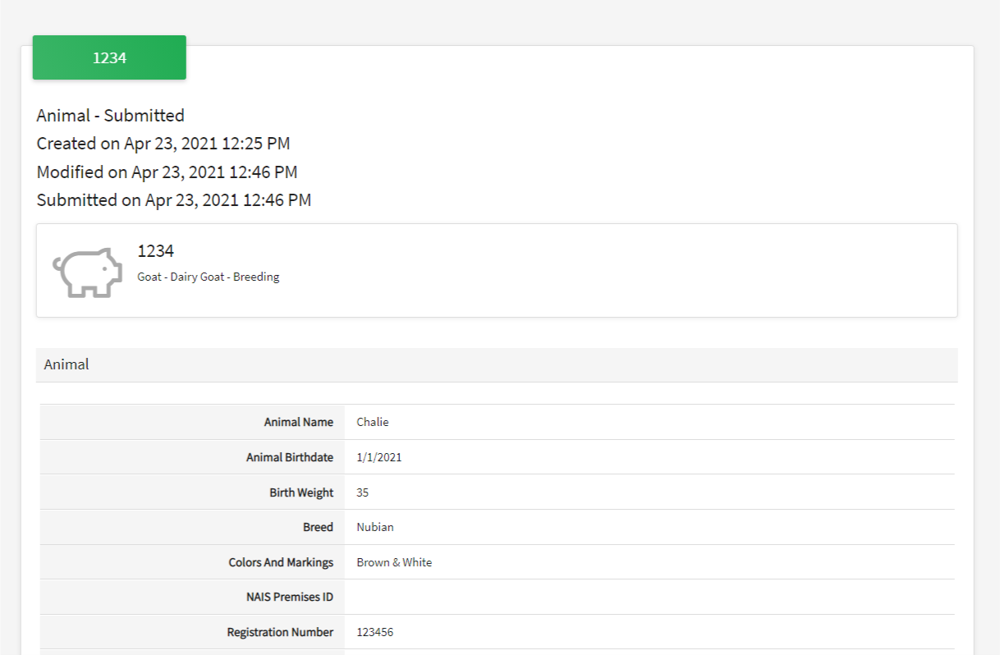 1234
Animal - Submitted
Created on Apr 23, 2021 12:25 PM
Modified on Apr 23, 2021 12:46 PM
Submitted on Apr 23, 2021 12:46 PM
1234
Goat - Dairy Goat - Breeding
Animal
Animal Name Chalie
Animal Birthdate 1/1/2021
Birth Weight 35
Breed Nubian
Colors And Markings Brown & White
NAIS Premises ID
Registration Number 123456